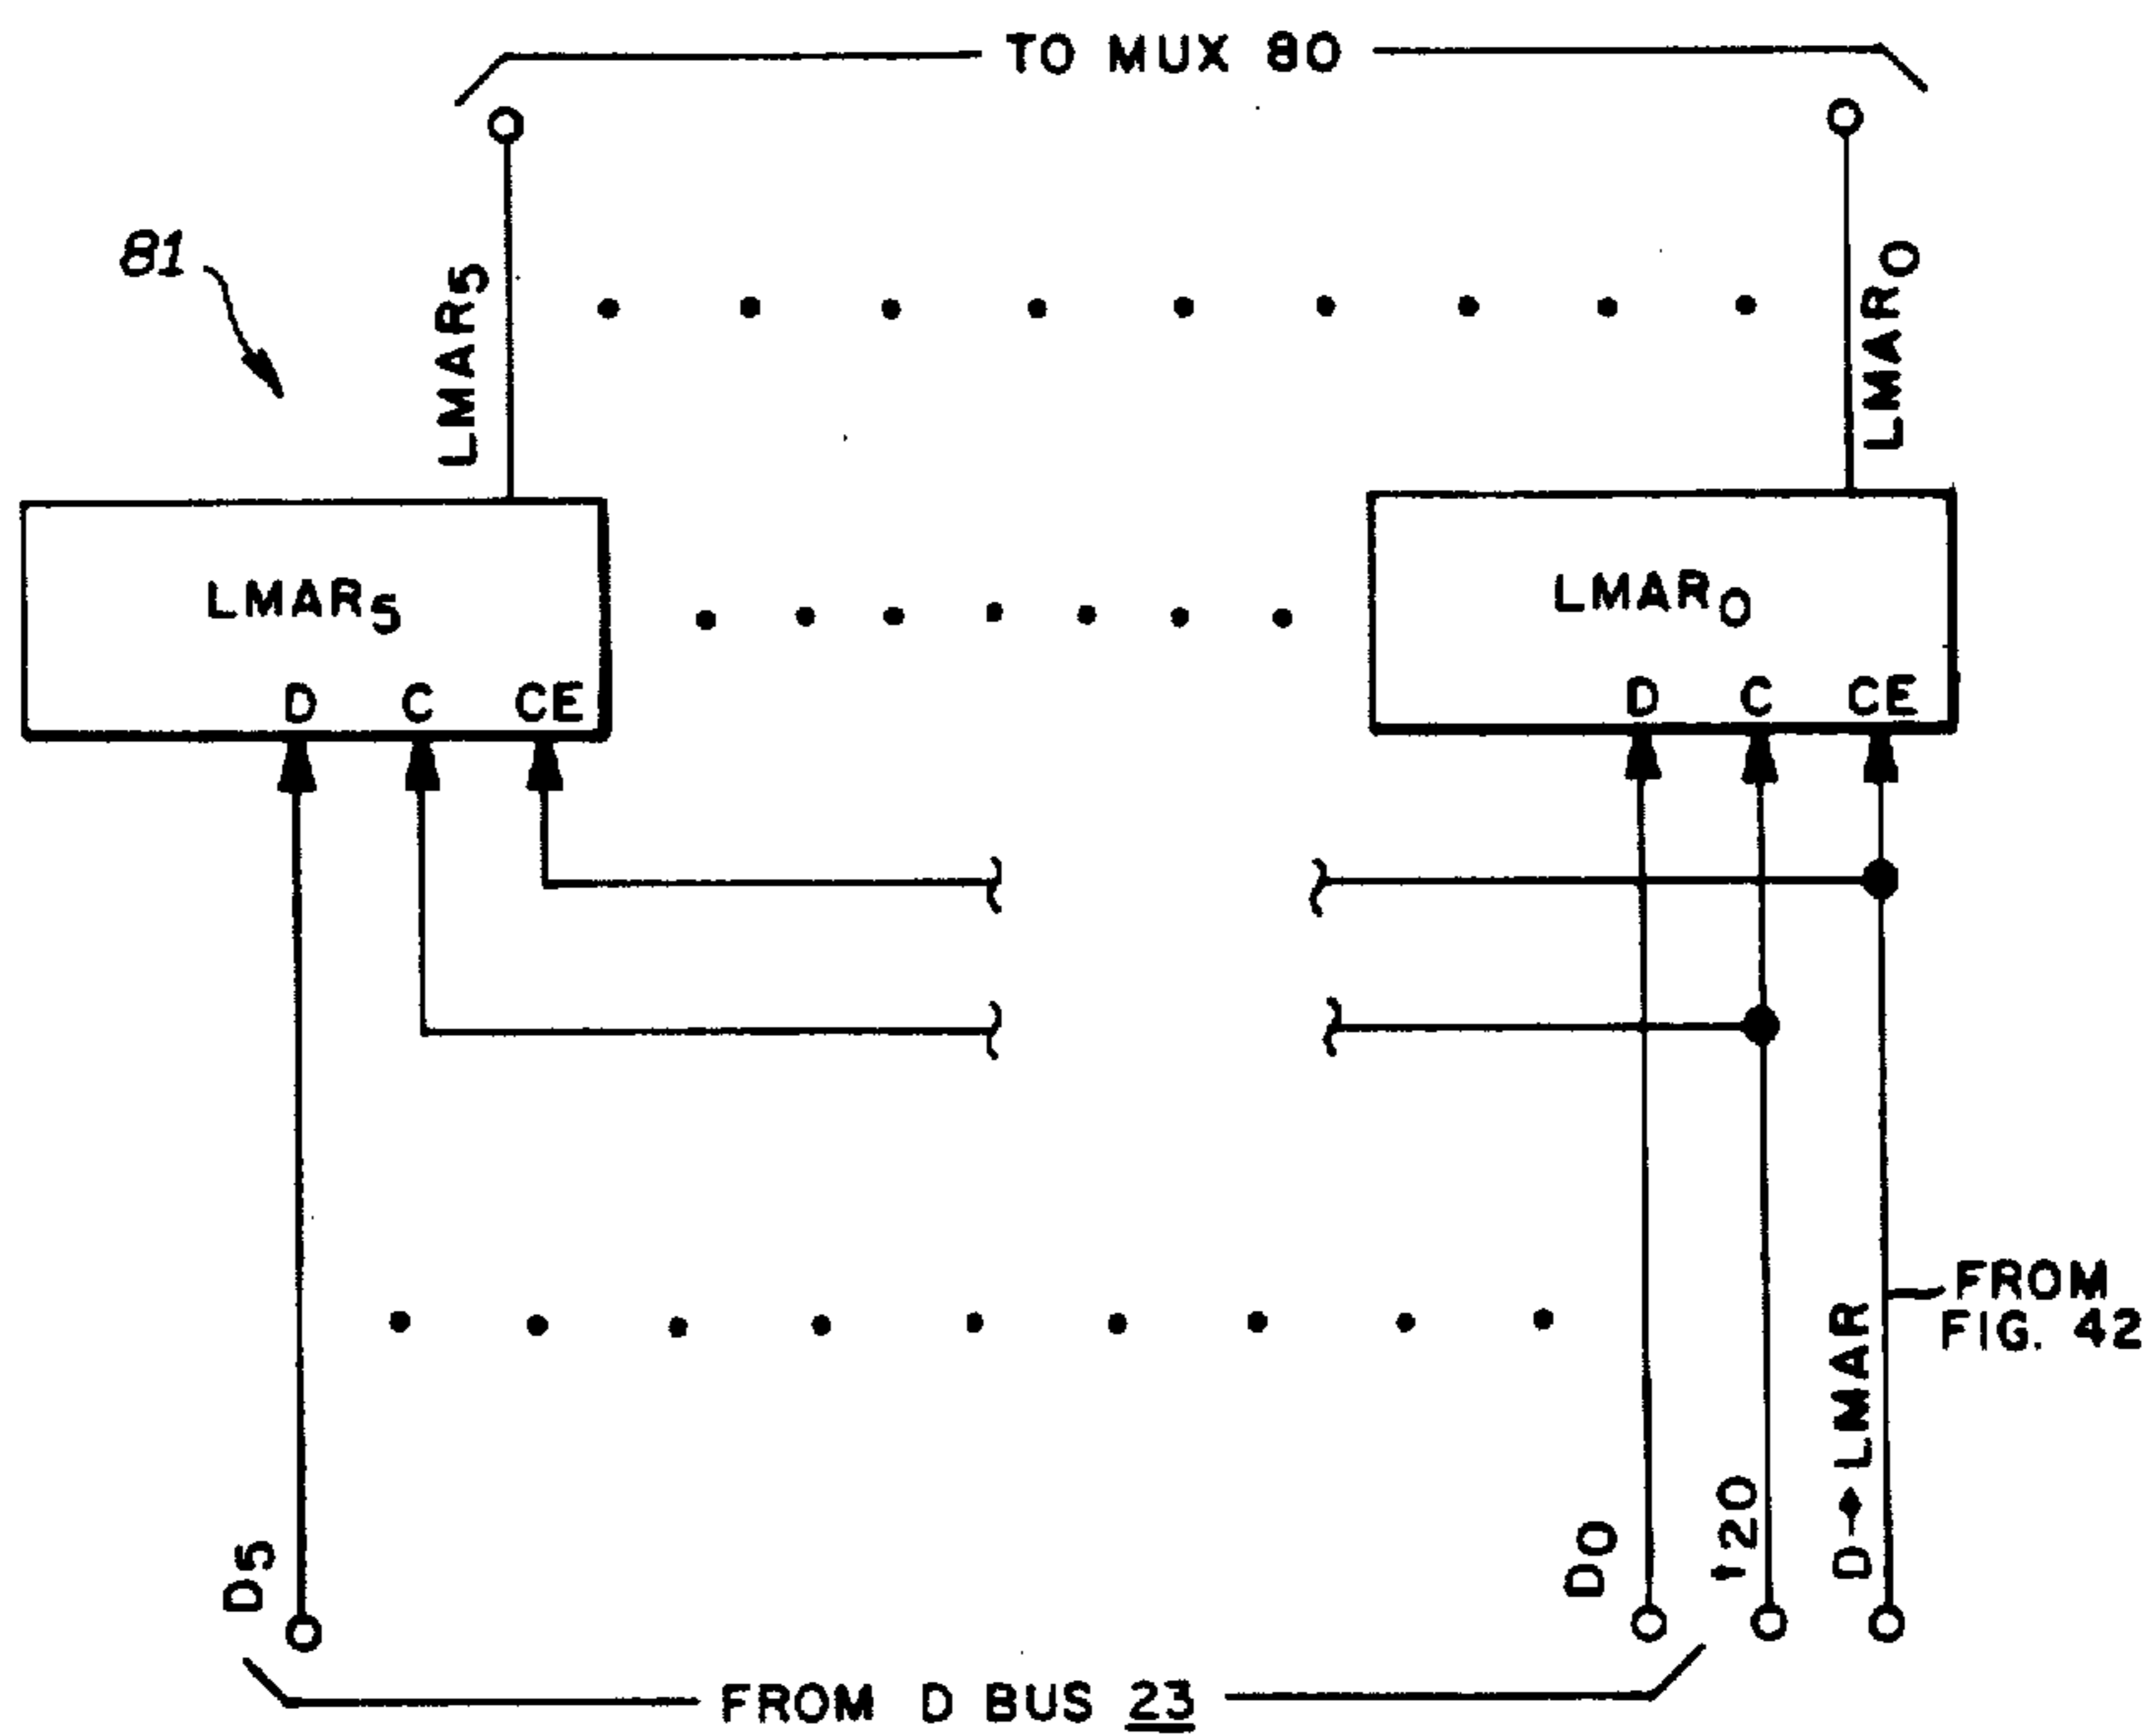 TO MUX 80
81
LMAR5
LMAR0
LMAR5
LMAR0
D C CE
D C CE
FROM
FIG. 42
D5
D0
t20
D→LMAR
FROM D BUS 23